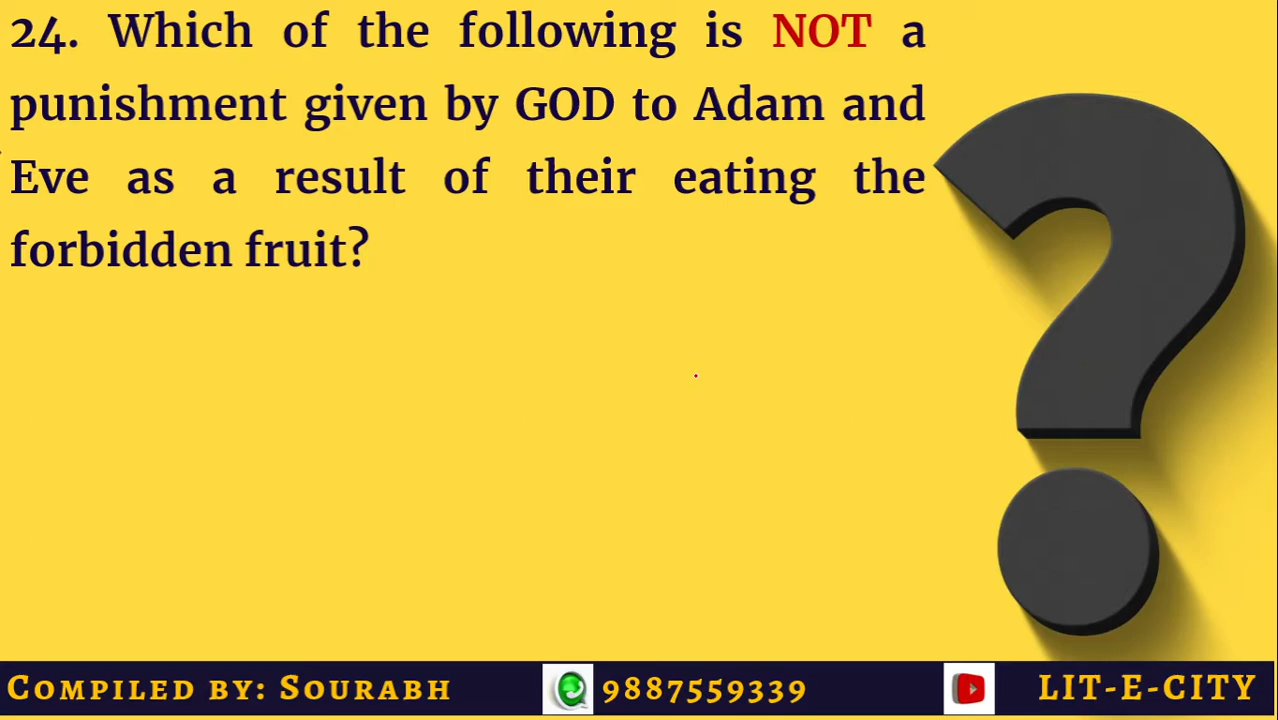 24. Which of the following is NOT a
punishment given by GOD to Adam and
Eve as a result of their eating the
forbidden fruit?
COMPILED BY: SOURABH 9887559339 LIT-E-CITY